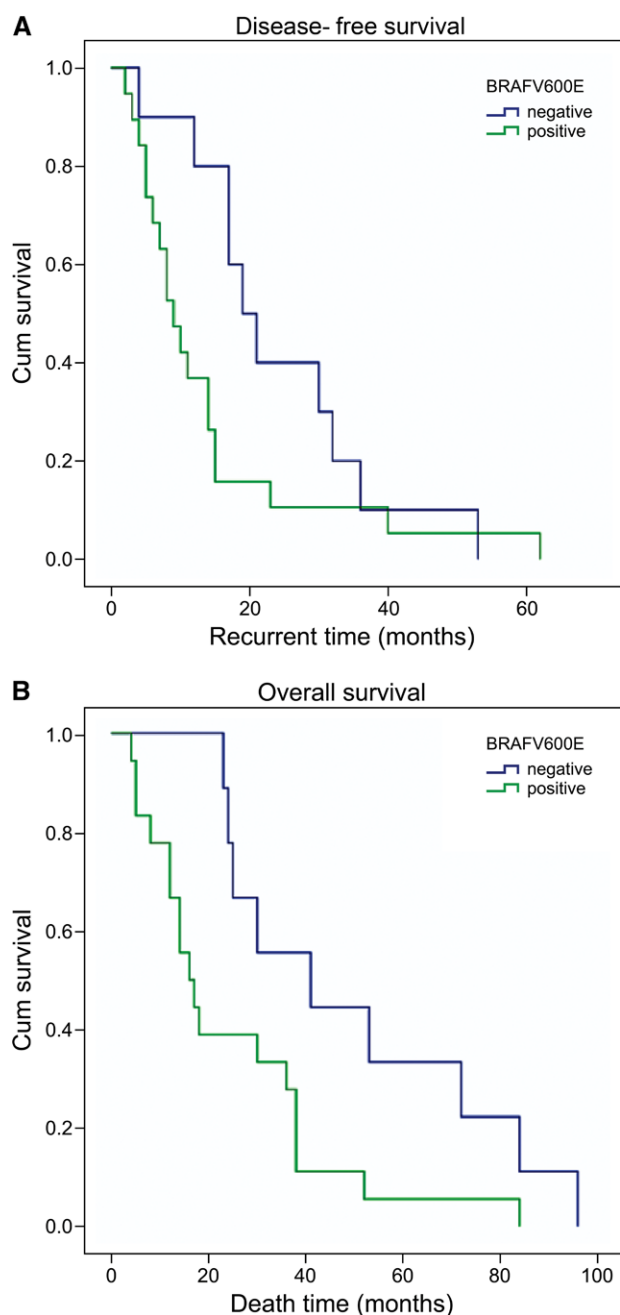 A
Disease- free survival
BRAFV600E
negative
positive
1.0
0.8
0.6
0.4
0.2
0.0
Cum survival
0 20 40 60
Recurrent time (months)
B
Overall survival
BRAFV600E
negative
positive
1.0
0.8
0.6
0.4
0.2
0.0
Cum survival
0 20 40 60 80 100
Death time (months)